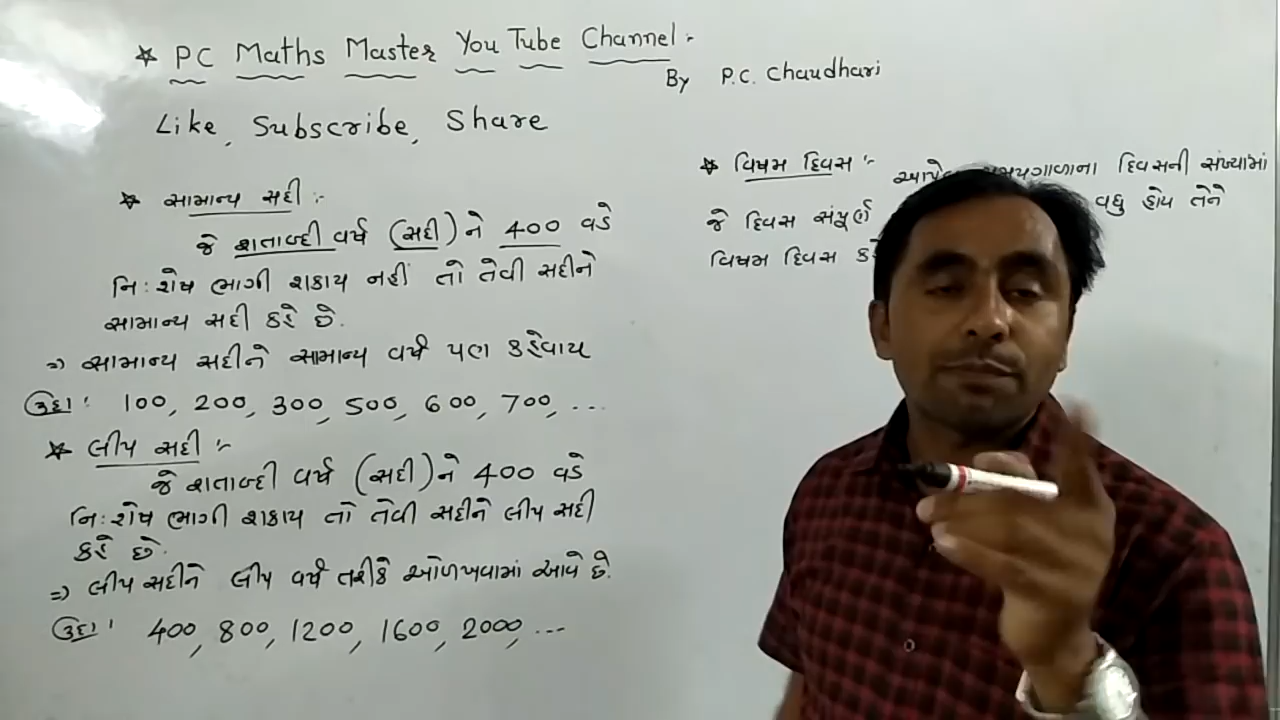 ☆ PC Maths Master You Tube Channel :-
By P.C. Chaudhari
Like, Subscribe, Share
☆ સામાન્ય સદી :-
જે શતાબ્દી વર્ષ (સદી) ને 400 વડે
નિ:શેષ ભાગી શકાય નહીં તો તેવી સદીને
સામાન્ય સદી કહે છે.
⇒ સામાન્ય સદીને સામાન્ય વર્ષ પણ કહેવાય
ઉદા : 100, 200, 300, 500, 600, 700, ...
☆ લીપ સદી :-
જે શતાબ્દી વર્ષ (સદી) ને 400 વડે
નિ:શેષ ભાગી શકાય તો તેવી સદીને લીપ સદી
કહે છે.
⇒ લીપ સદીને લીપ વર્ષ તરીકે ઓળખવામાં આવે છે.
ઉદા : 400, 800, 1200, 1600, 2000, ...
☆ વિષમ દિવસ :- દિવસની સંખ્યામાં
જે દિવસ સંપૂર્ણ વધુ હોય તેને
વિષમ દિવસ